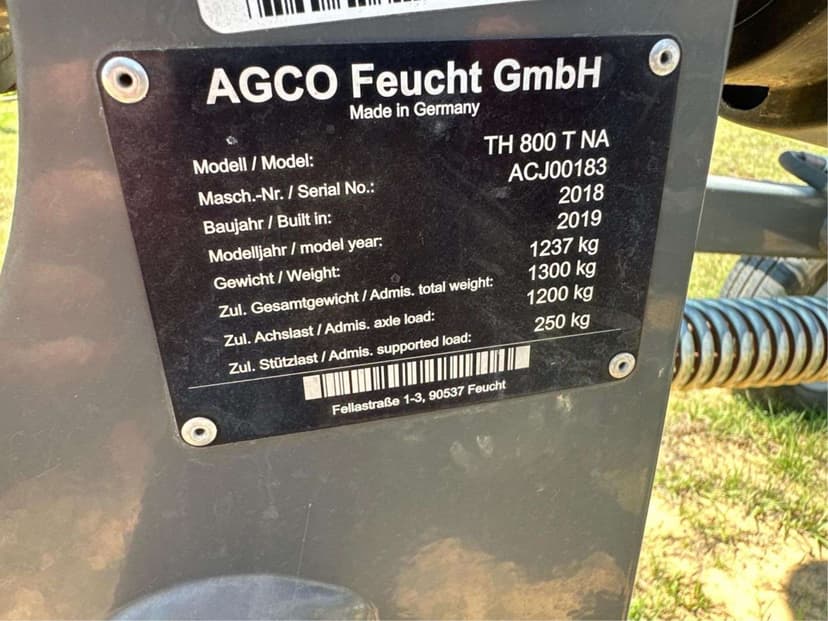 AGCO Feucht GmbH
Made in Germany
Modell / Model: TH 800 T NA
Masch.-Nr. / Serial No.: ACJ00183
Baujahr / Built in: 2018
Modelljahr / model year: 2019
Gewicht / Weight: 1237 kg
Zul. Gesamtgewicht / Admis. total weight: 1300 kg
Zul. Achslast / Admis. axle load: 1200 kg
Zul. Stützlast / Admis. supported load: 250 kg
Fellastraße 1-3, 90537 Feucht